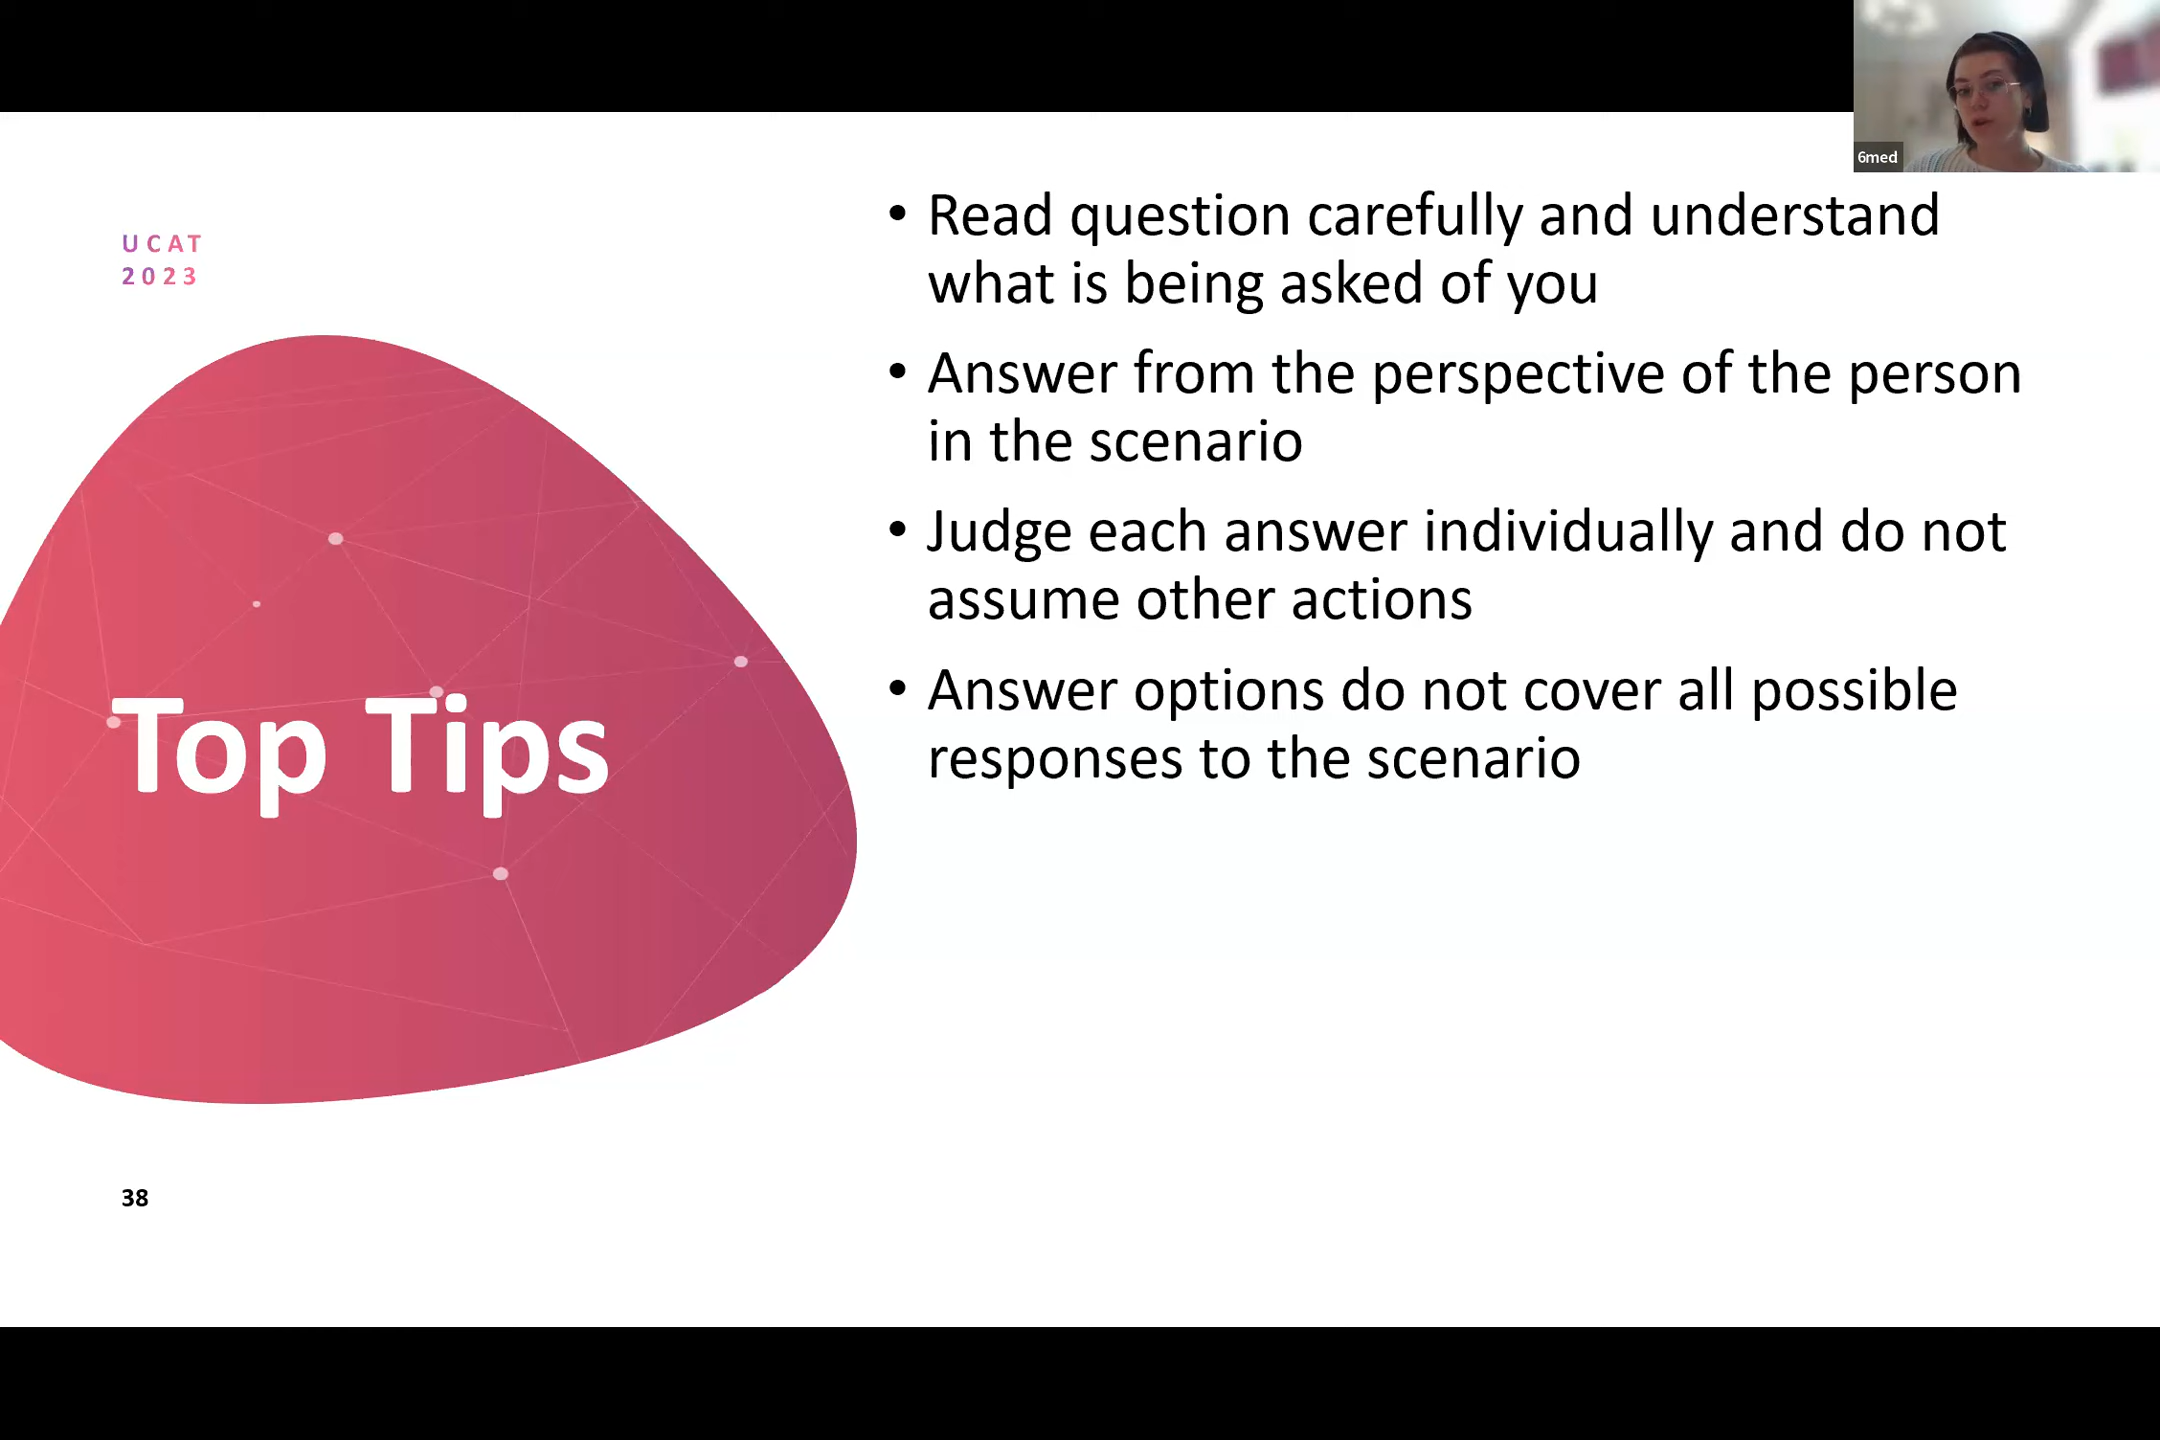 6med
UCAT
2023
Top Tips
• Read question carefully and understand
what is being asked of you
• Answer from the perspective of the person
in the scenario
• Judge each answer individually and do not
assume other actions
• Answer options do not cover all possible
responses to the scenario
38